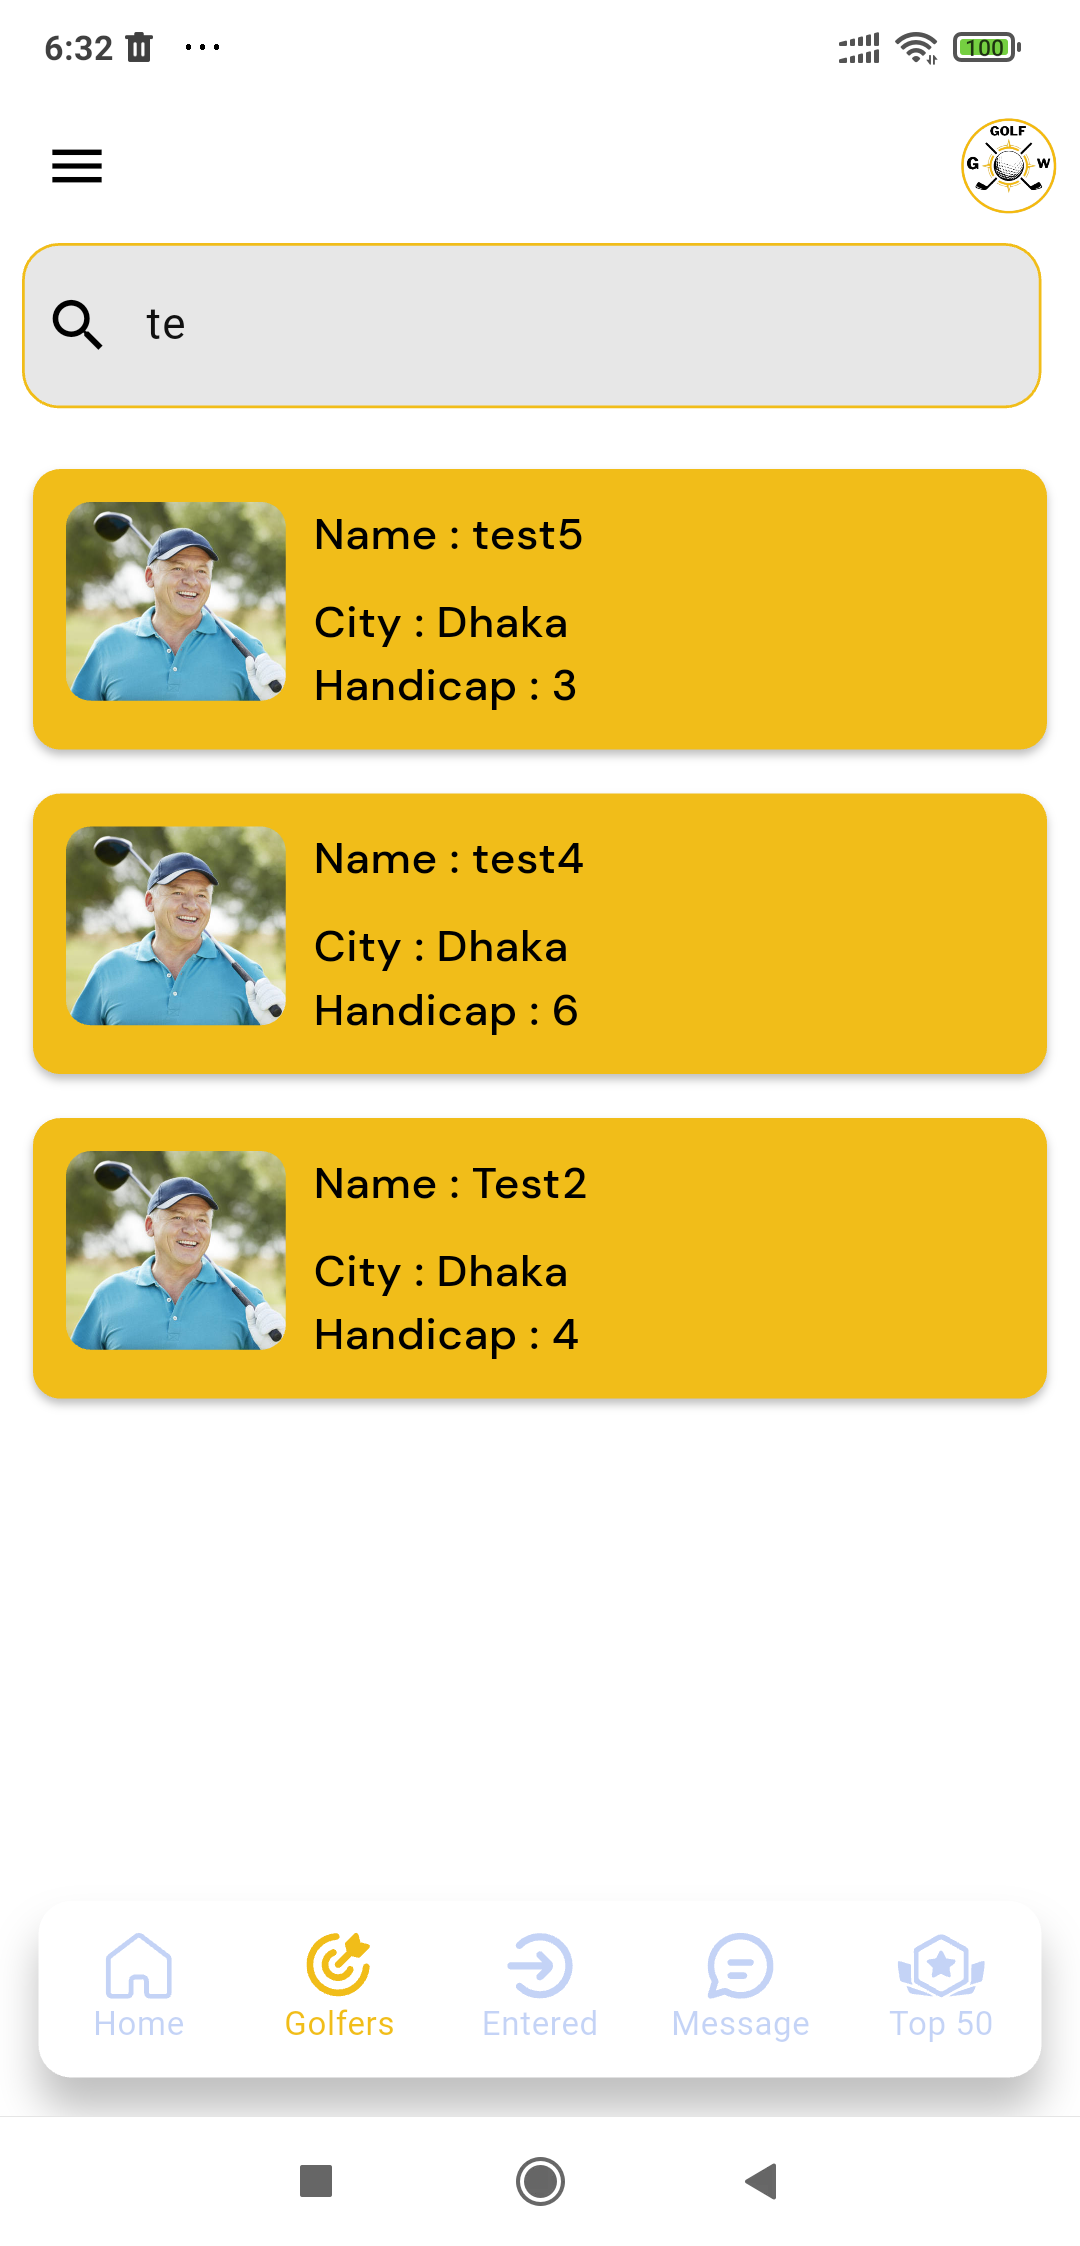 6:32
100
GOLF
G W
te
Name : test5
City : Dhaka
Handicap : 3
Name : test4
City : Dhaka
Handicap : 6
Name : Test2
City : Dhaka
Handicap : 4
Home Golfers Entered Message Top 50